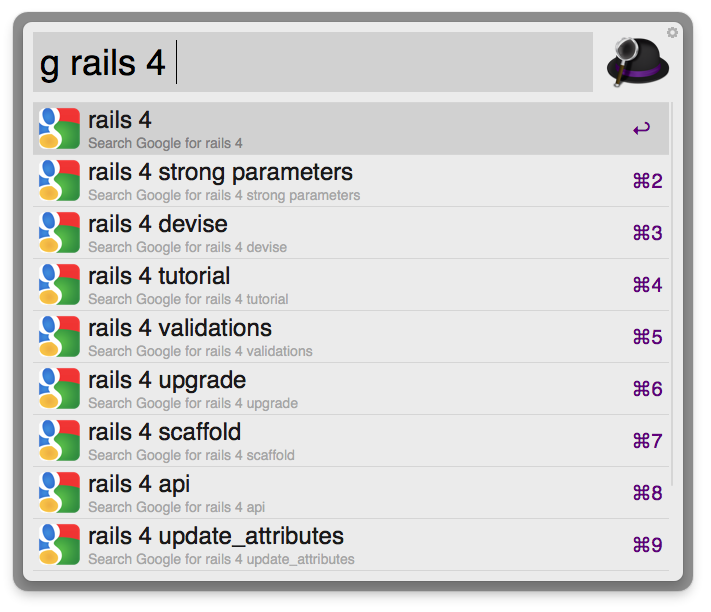 g rails 4
rails 4
Search Google for rails 4
↩
rails 4 strong parameters
Search Google for rails 4 strong parameters
⌘2
rails 4 devise
Search Google for rails 4 devise
⌘3
rails 4 tutorial
Search Google for rails 4 tutorial
⌘4
rails 4 validations
Search Google for rails 4 validations
⌘5
rails 4 upgrade
Search Google for rails 4 upgrade
⌘6
rails 4 scaffold
Search Google for rails 4 scaffold
⌘7
rails 4 api
Search Google for rails 4 api
⌘8
rails 4 update_attributes
Search Google for rails 4 update_attributes
⌘9